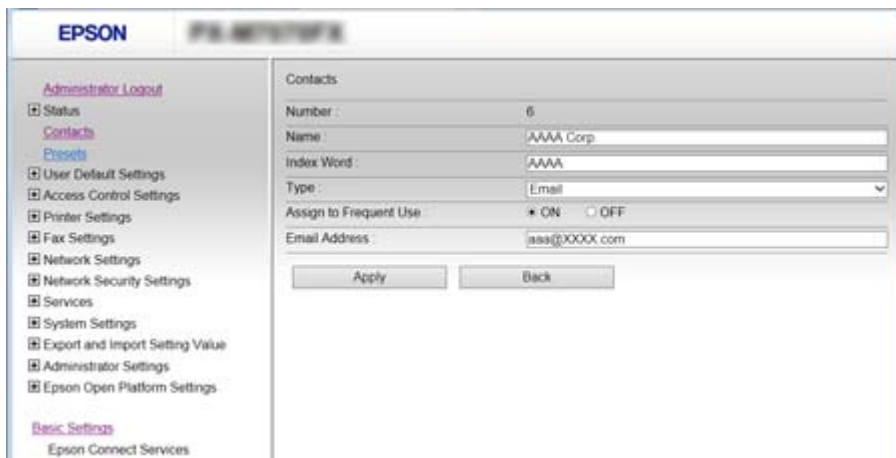 EPSON
Administrator Logout
Status
Contacts
Presets
User Default Settings
Access Control Settings
Printer Settings
Fax Settings
Network Settings
Network Security Settings
Services
System Settings
Export and Import Setting Value
Administrator Settings
Epson Open Platform Settings
Basic Settings
Epson Connect Services
Contacts
Number : 6
Name : AAAA Corp
Index Word : AAAA
Type : Email
Assign to Frequent Use : ON OFF
Email Address : aaa@XXXX.com
Apply Back